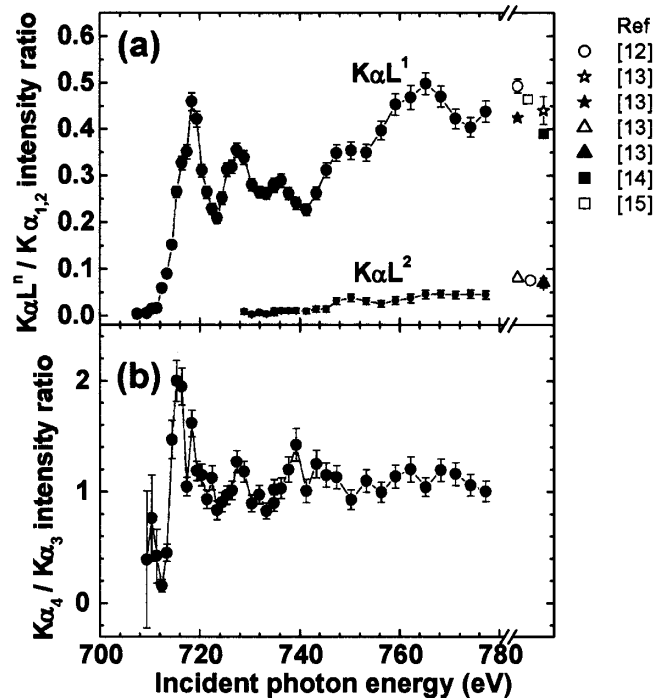 (a)
KαL¹
KαL²
KαLⁿ / Kα₁,₂ intensity ratio
0.6
0.5
0.4
0.3
0.2
0.1
0.0
Ref
[12]
[13]
[13]
[13]
[13]
[14]
[15]
(b)
Kα₄ / Kα₃ intensity ratio
2
1
0
700 720 740 760 780
Incident photon energy (eV)